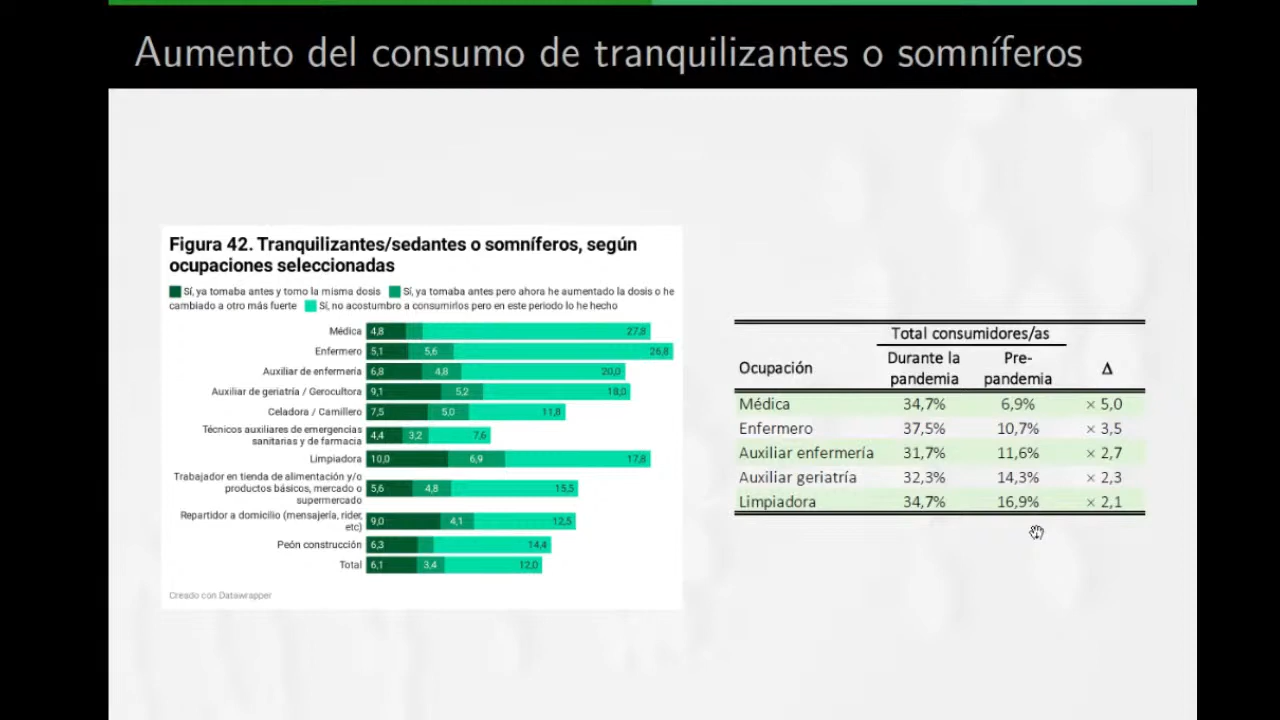 Aumento del consumo de tranquilizantes o somníferos
Figura 42. Tranquilizantes/sedantes o somníferos, según
ocupaciones seleccionadas
Sí, ya tomaba antes y tomo la misma dosis Sí, ya tomaba antes pero ahora he aumentado la dosis o he
cambiado a otro más fuerte Sí, no acostumbro a consumirlos pero en este periodo lo he hecho
Médica 4,8 27,8
Enfermero 5,1 5,6 26,8
Auxiliar de enfermería 6,8 4,8 20,0
Auxiliar de geriatría / Gerocultora 9,1 5,2 18,0
Celadora / Camillero 7,5 5,0 11,8
Técnicos auxiliares de emergencias
sanitarias y de farmacia 4,4 3,2 7,6
Limpiadora 10,0 6,9 17,8
Trabajador en tienda de alimentación y/o
productos básicos, mercado o
supermercado 5,6 4,8 15,5
Repartidor a domicilio (mensajería, rider,
etc) 9,0 4,1 12,5
Peón construcción 6,3 14,4
Total 6,1 3,4 12,0
Creado con Datawrapper
Total consumidores/as
Ocupación Durante la pandemia Pre-pandemia Δ
Médica 34,7% 6,9% × 5,0
Enfermero 37,5% 10,7% × 3,5
Auxiliar enfermería 31,7% 11,6% × 2,7
Auxiliar geriatría 32,3% 14,3% × 2,3
Limpiadora 34,7% 16,9% × 2,1